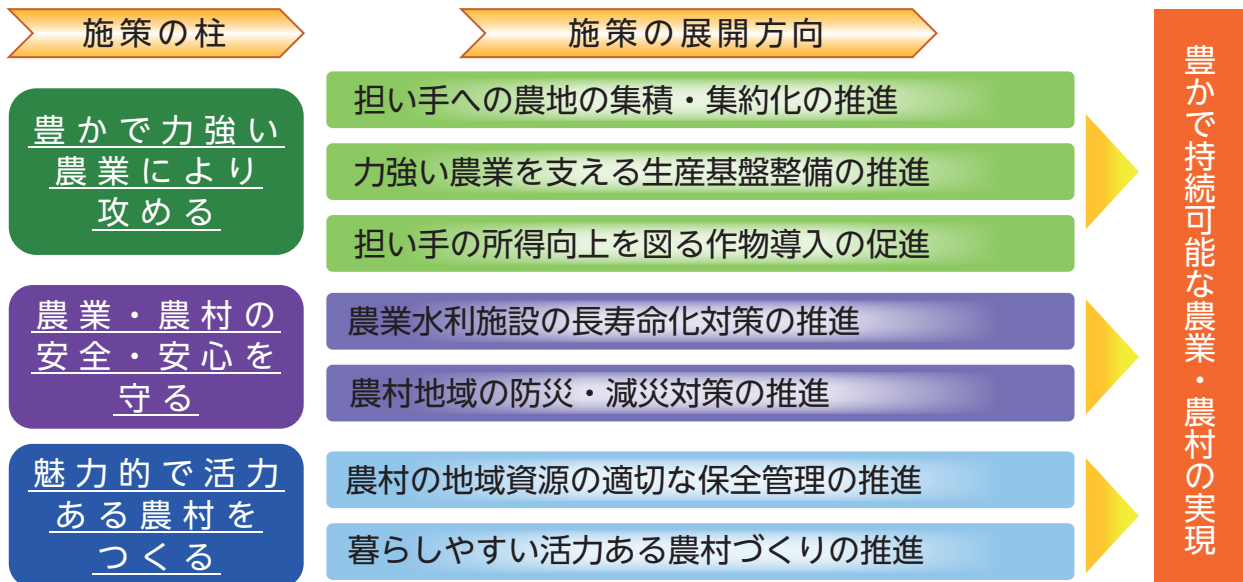 施策の柱
施策の展開方向
豊かで力強い
農業により
攻める
担い手への農地の集積・集約化の推進
力強い農業を支える生産基盤整備の推進
担い手の所得向上を図る作物導入の促進
農業・農村の
安全・安心を
守る
農業水利施設の長寿命化対策の推進
農村地域の防災・減災対策の推進
魅力的で活力
ある農村を
つくる
農村の地域資源の適切な保全管理の推進
暮らしやすい活力ある農村づくりの推進
豊かで持続可能な農業・農村の実現